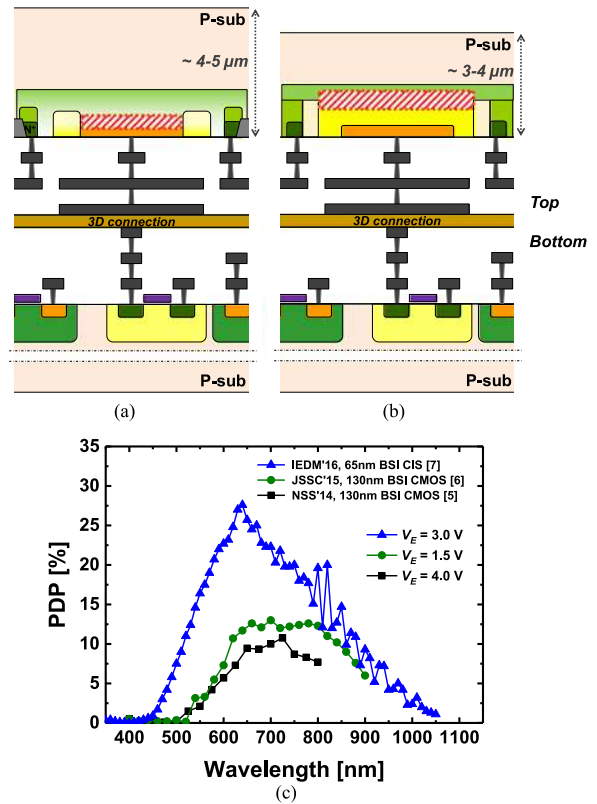 P-sub
~ 4-5 μm
N⁺
3D connection
P-sub
(a)
P-sub
~ 3-4 μm
3D connection
Top
Bottom
P-sub
(b)
35
30
25
20
15
10
5
0
PDP [%]
IEDM'16, 65nm BSI CIS [7]
JSSC'15, 130nm BSI CMOS [6]
NSS'14, 130nm BSI CMOS [5]
V_E = 3.0 V
V_E = 1.5 V
V_E = 4.0 V
400 500 600 700 800 900 1000 1100
Wavelength [nm]
(c)